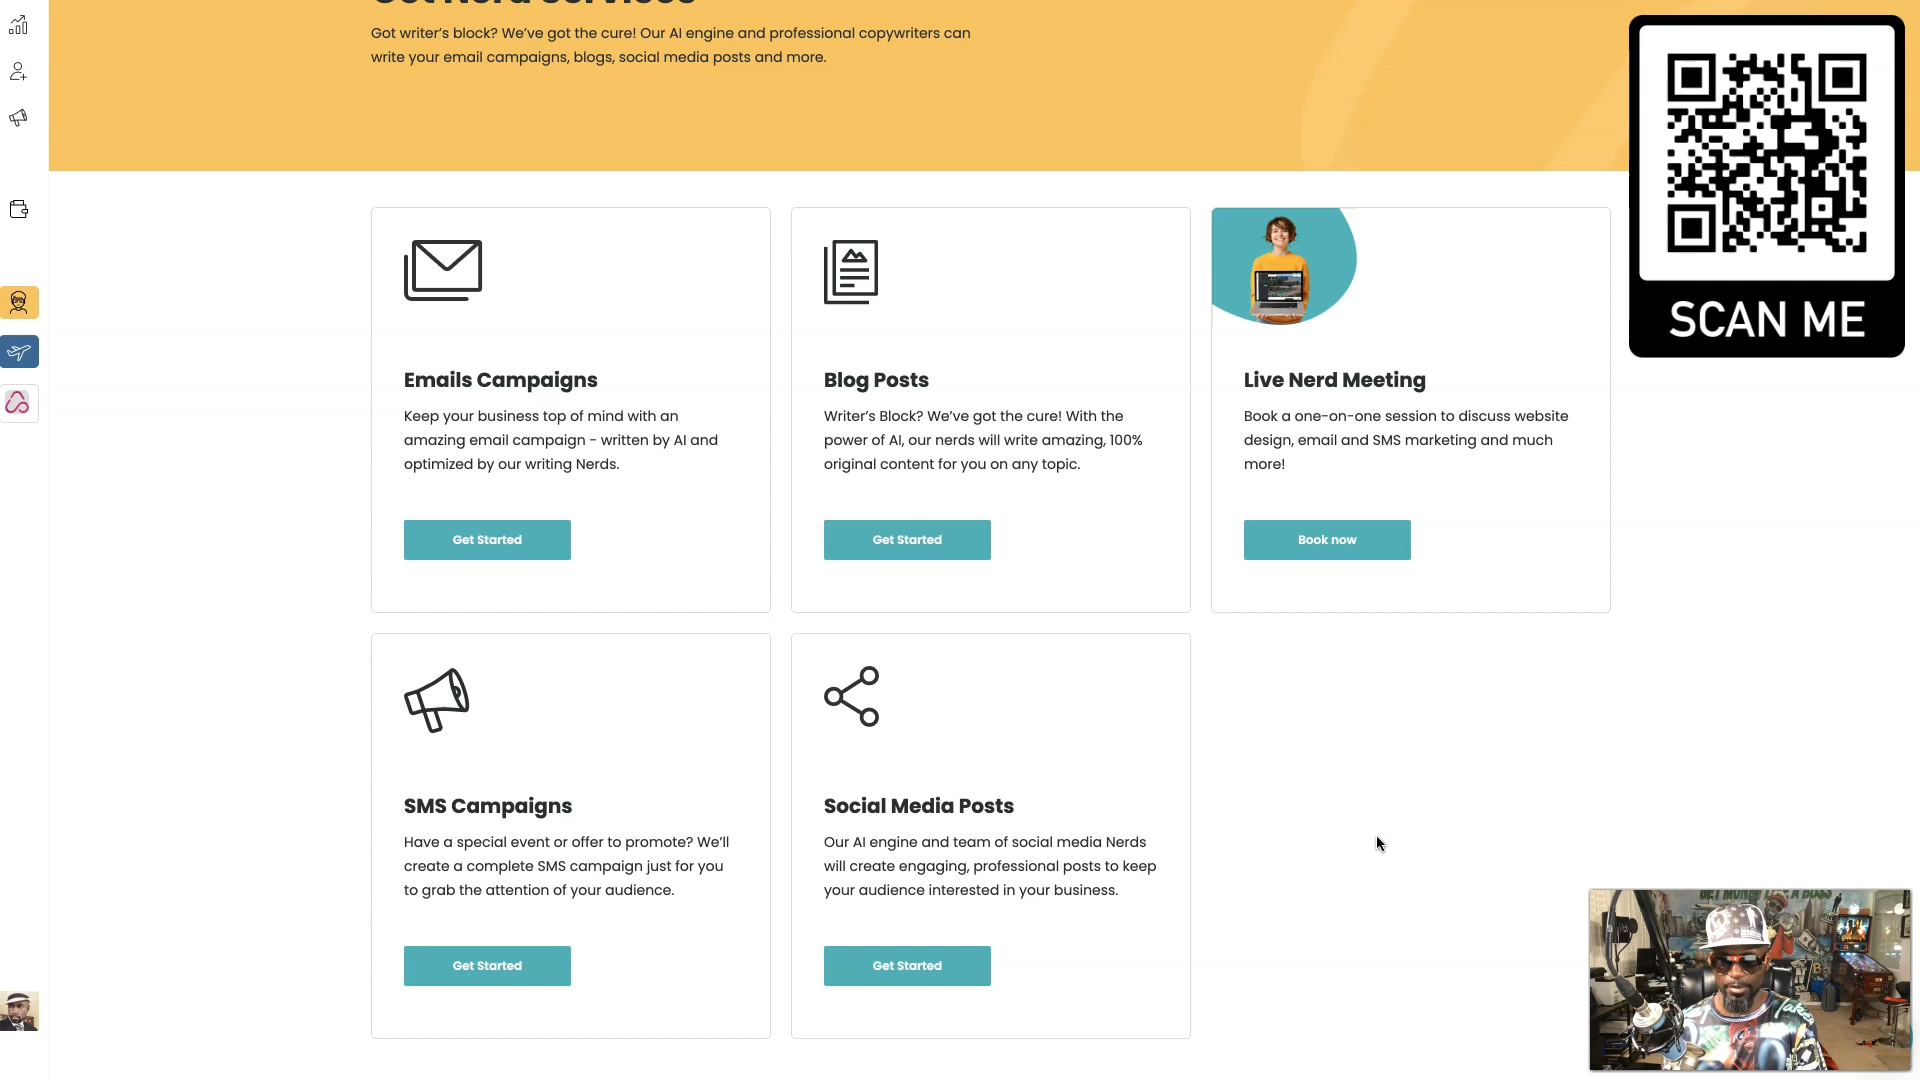 Got writer's block? We've got the cure! Our AI engine and professional copywriters can
write your email campaigns, blogs, social media posts and more.
SCAN ME
Emails Campaigns
Keep your business top of mind with an
amazing email campaign - written by AI and
optimized by our writing Nerds.
Get Started
Blog Posts
Writer's Block? We've got the cure! With the
power of AI, our nerds will write amazing, 100%
original content for you on any topic.
Get Started
Live Nerd Meeting
Book a one-on-one session to discuss website
design, email and SMS marketing and much
more!
Book now
SMS Campaigns
Have a special event or offer to promote? We'll
create a complete SMS campaign just for you
to grab the attention of your audience.
Get Started
Social Media Posts
Our AI engine and team of social media Nerds
will create engaging, professional posts to keep
your audience interested in your business.
Get Started